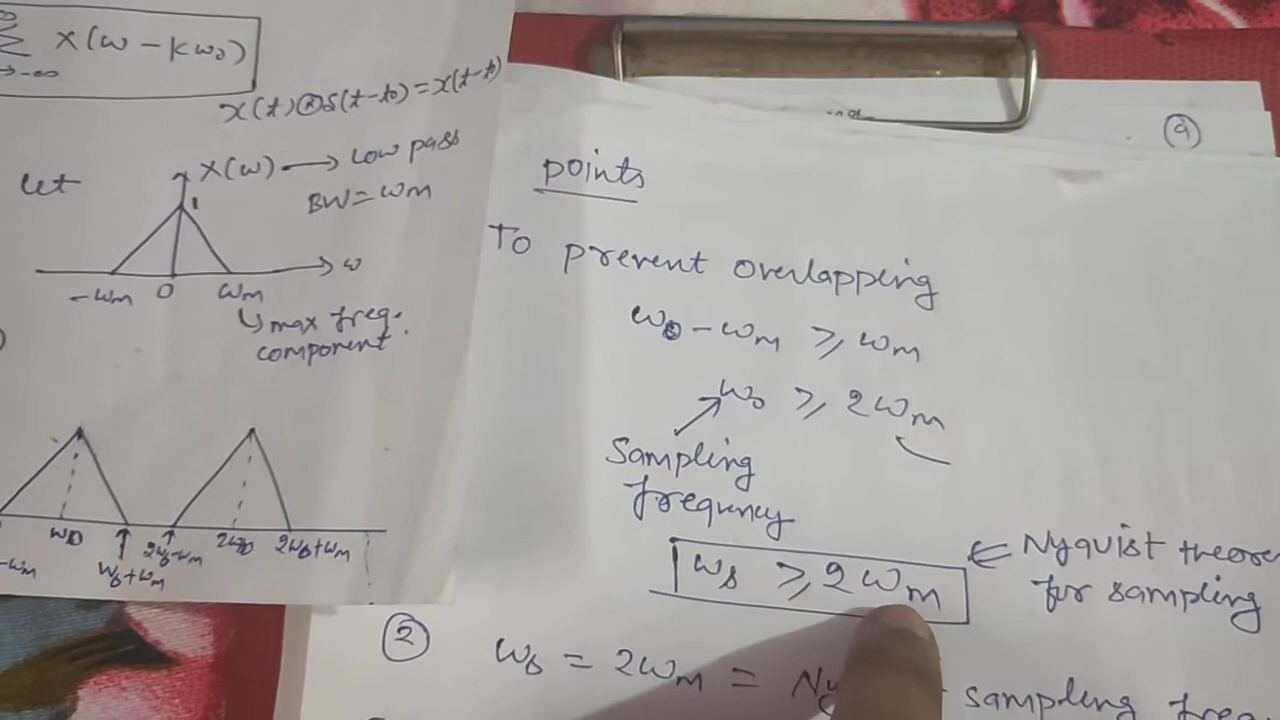 ∞
Σ X(ω - kω₀)
→-∞
x(t)⊛δ(t-t₀) = x(t-t₀)
Let
X(ω) → Low pass
BW = ωm
1
ω
-ωm 0 ωm
↳ max freq.
component
ω₀ 2ω₀-ωm 2ω₀ 2ω₀+ωm
-ωm ω₀+ωm
9
points
To prevent overlapping
ω₀ - ωm ≥ ωm
ω₀ ≥ 2ωm
Sampling
frequency
ωs ≥ 2ωm ⇐ Nyquist theore
for sampling
② ωs = 2ωm = Ny sampling freq